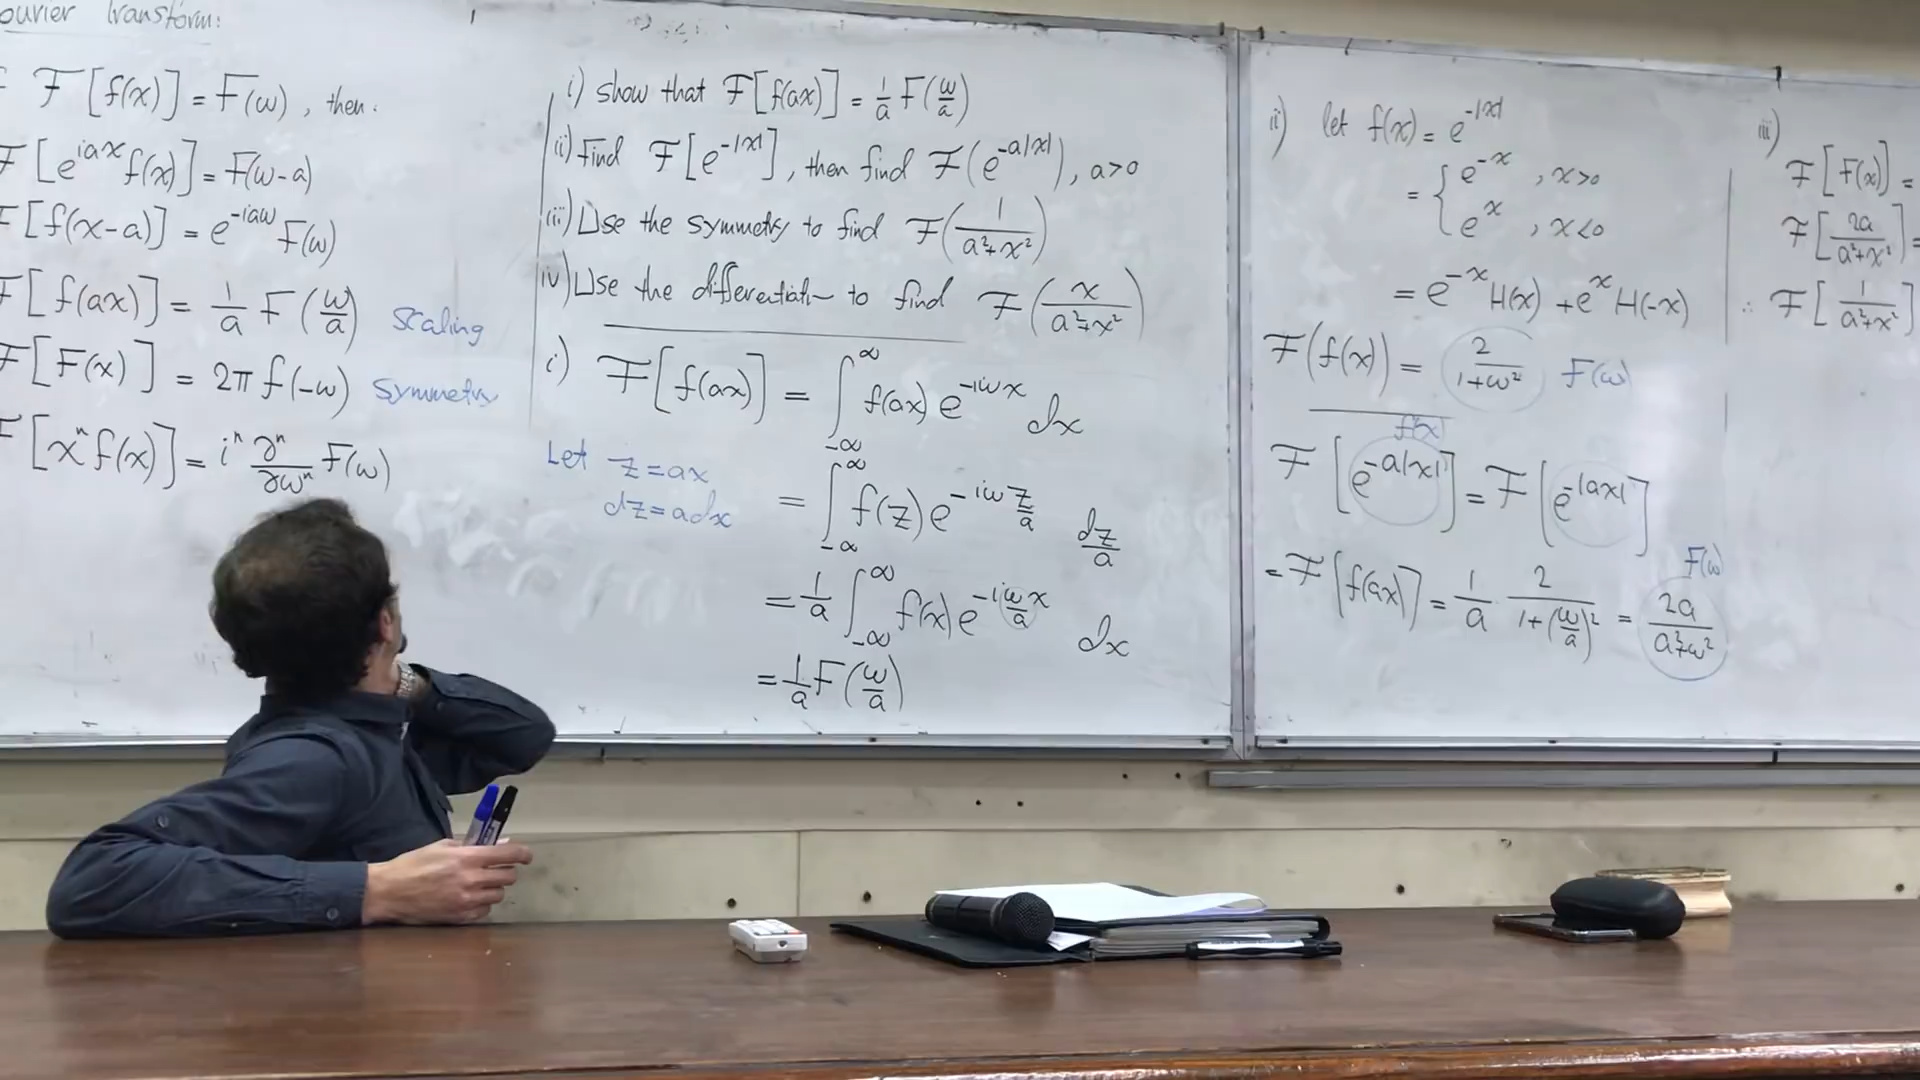 ourier transform:
F[f(x)] = F(ω), then.
F[e^{iax} f(x)] = F(ω-a)
F[f(x-a)] = e^{-iaω} F(ω)
F[f(ax)] = 1/a F(ω/a) Scaling
F[F(x)] = 2π f(-ω) Symmetry
F[x^n f(x)] = i^n ∂^n/∂ω^n F(ω)
i) show that F[f(ax)] = 1/a F(ω/a)
ii) Find F[e^{-|x|}], then find F(e^{-a|x|}), a>0
iii) Use the symmetry to find F(1/(a²+x²))
iv) Use the differentiation to find F(x/(a²+x²))
i) F[f(ax)] = ∫_{-∞}^{∞} f(ax) e^{-iωx} dx
Let z = ax
dz = adx
= ∫_{-∞}^{∞} f(z) e^{-iω z/a} dz/a
= 1/a ∫_{-∞}^{∞} f(x) e^{-i ω/a x} dx
= 1/a F(ω/a)
ii) let f(x) = e^{-|x|}
= { e^{-x} , x>0
e^{x} , x<0
= e^{-x} H(x) + e^{x} H(-x)
F(f(x)) = 2/(1+ω²) F(ω)
f(x)
F[e^{-a|x|}] = F[e^{-|ax|}]
F(ω)
= F[f(ax)] = 1/a · 2/(1+(ω/a)²) = 2a/(a²+ω²)
iii)
F[F(x)] =
F[2a/(a²+x²)] =
∴ F[1/(a²+x²)]